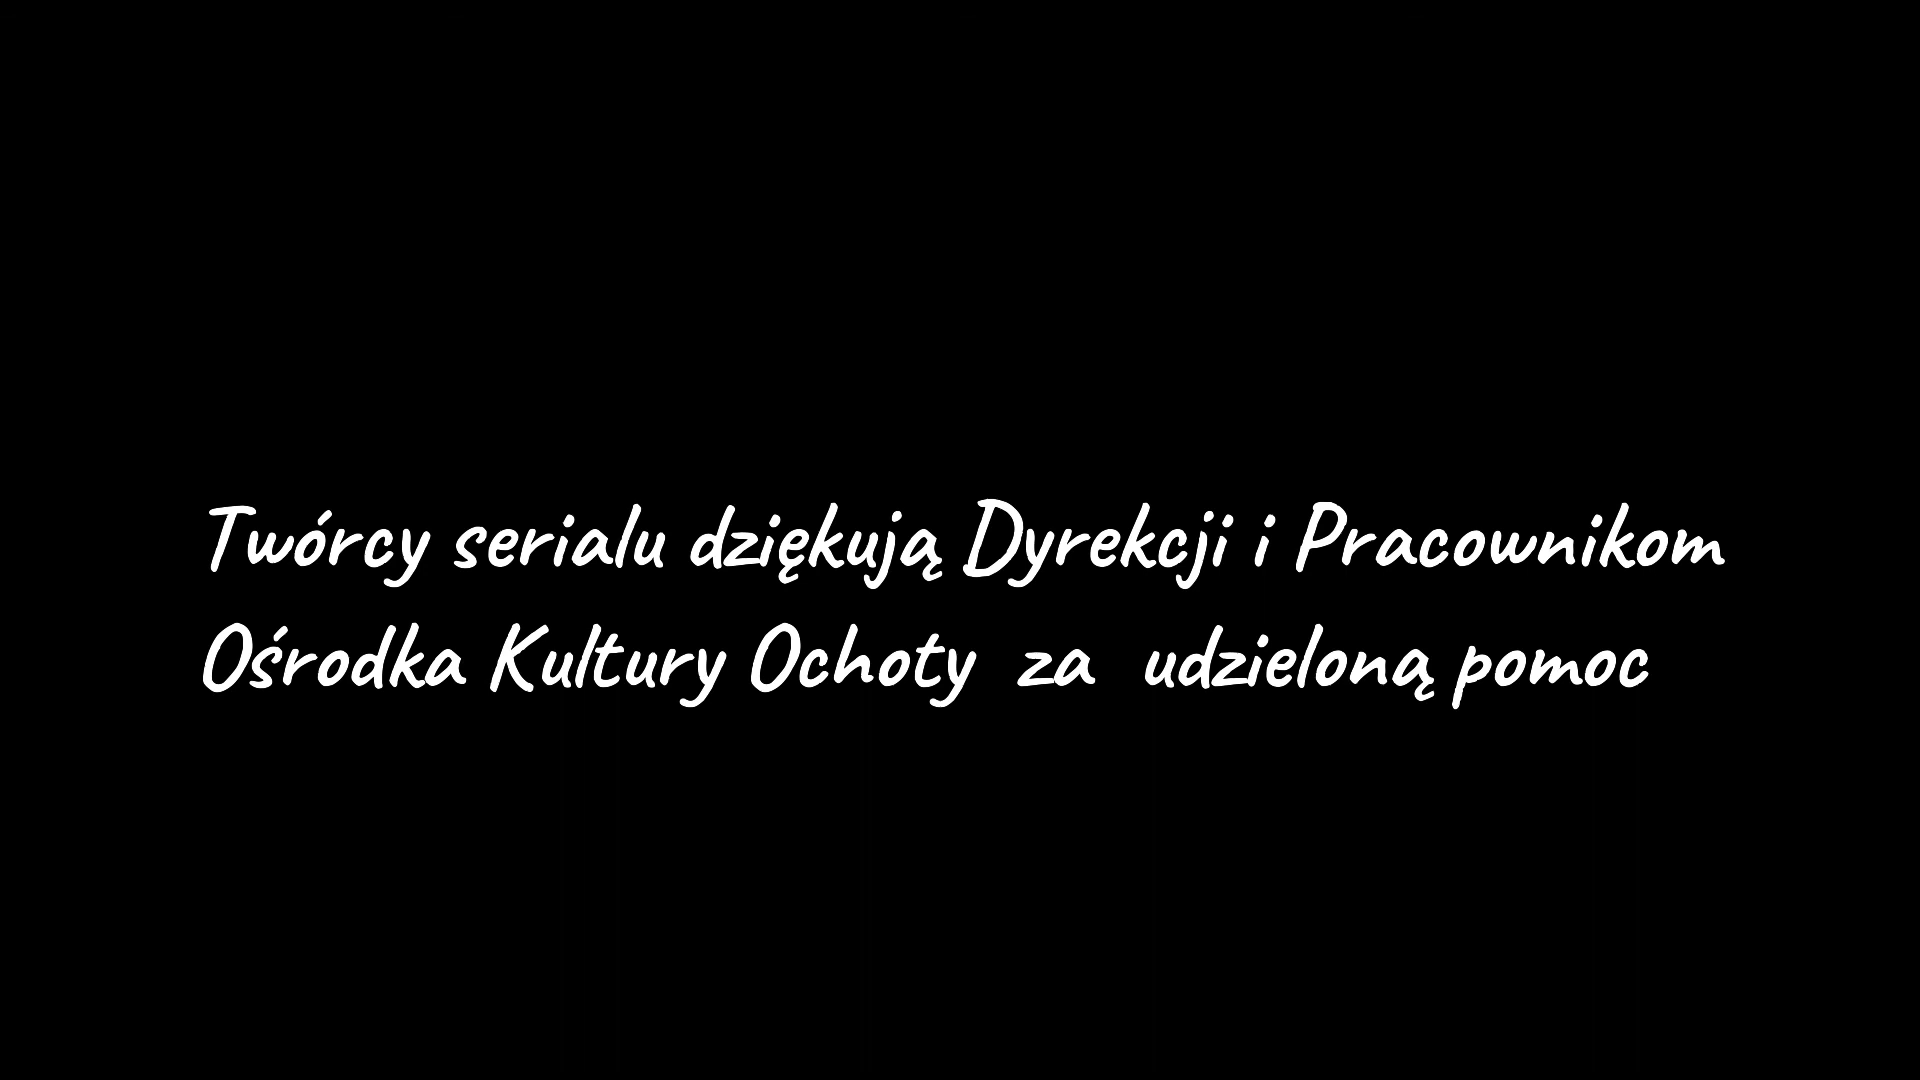 Twórcy serialu dziękują Dyrekcji i Pracownikom
Ośrodka Kultury Ochoty za udzieloną pomoc